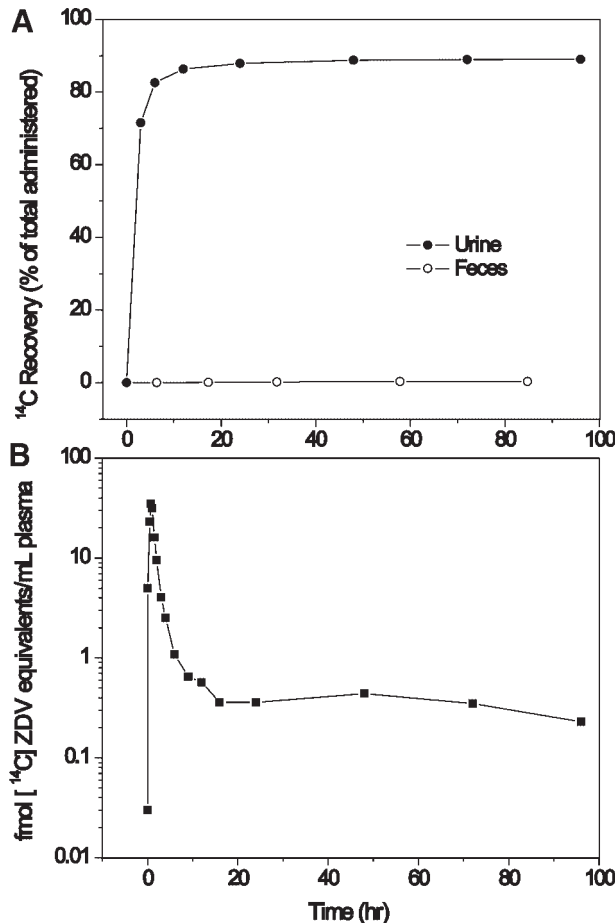 A
100
80
60
40
20
0
¹⁴C Recovery (% of total administered)
Urine
Feces
0 20 40 60 80 100
B
100
10
1
0.1
0.01
fmol [¹⁴C] ZDV equivalents/mL plasma
0 20 40 60 80 100
Time (hr)